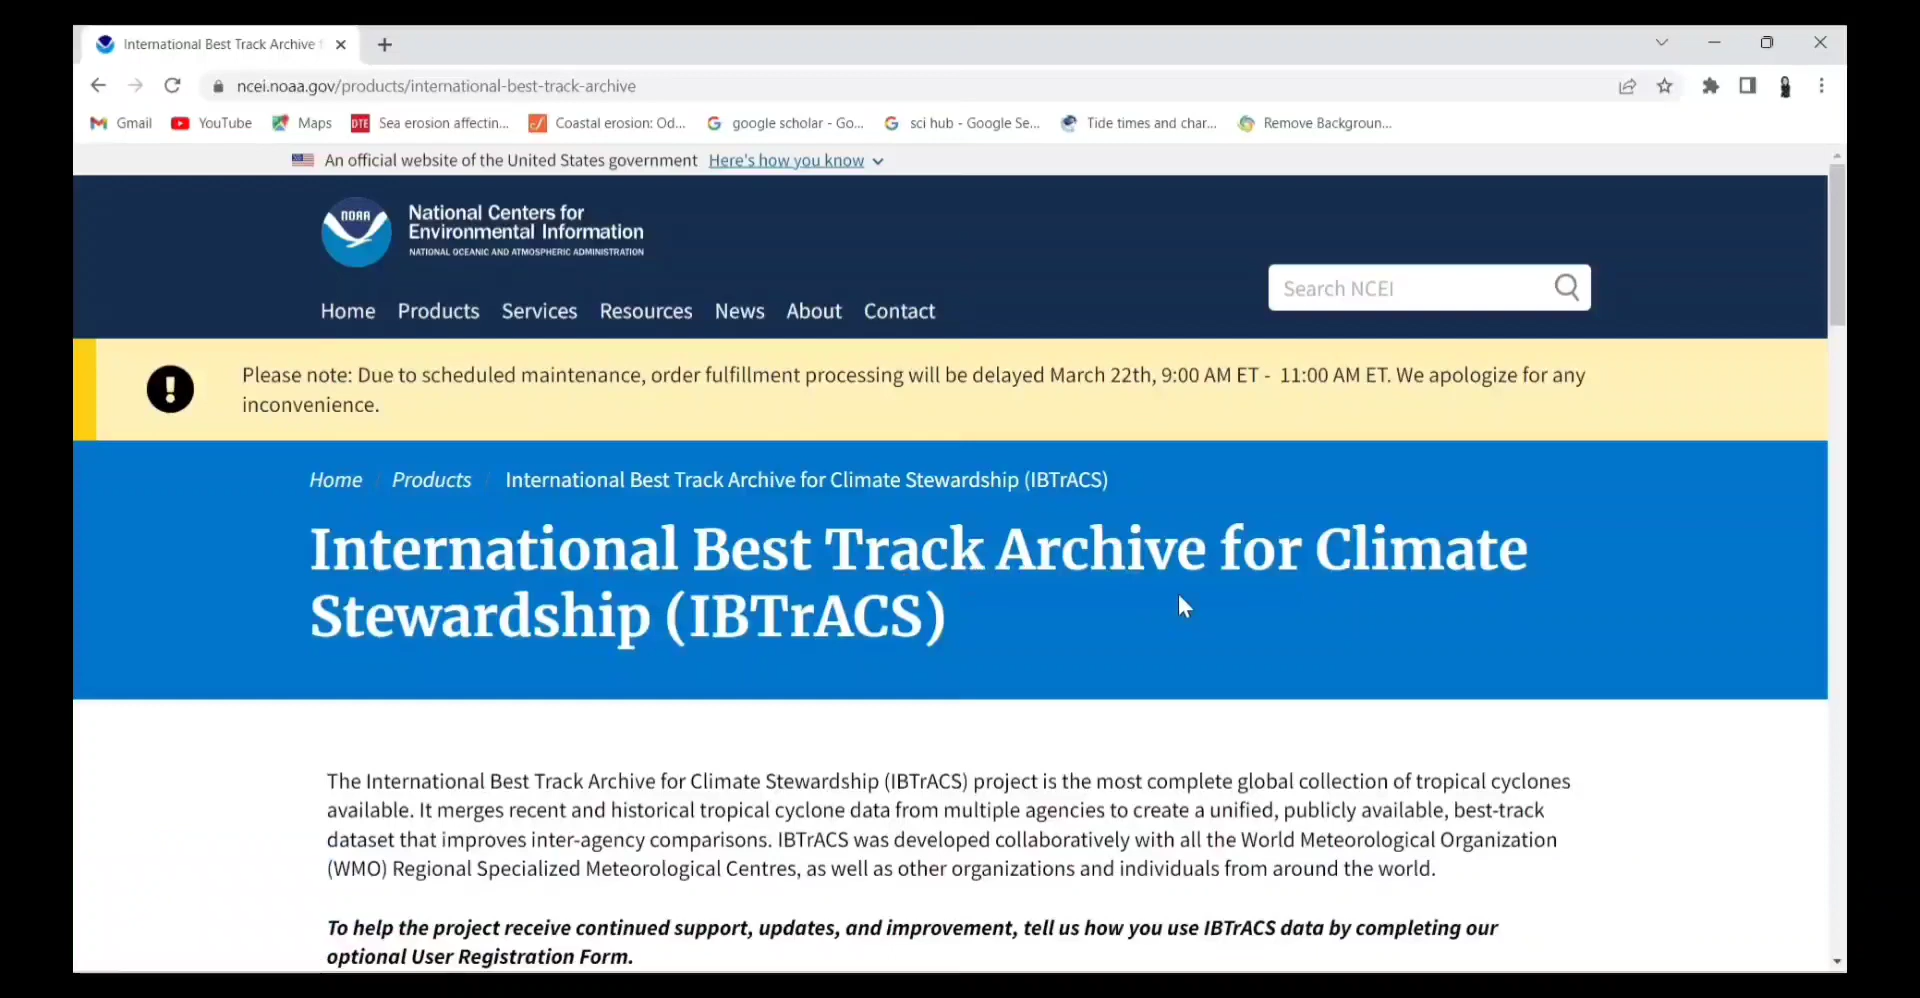 International Best Track Archive
ncei.noaa.gov/products/international-best-track-archive
Gmail YouTube Maps DTE Sea erosion affectin... Coastal erosion: Od... google scholar - Go... sci hub - Google Se... Tide times and char... Remove Backgroun...
An official website of the United States government Here's how you know
NOAA
National Centers for
Environmental Information
NATIONAL OCEANIC AND ATMOSPHERIC ADMINISTRATION
Search NCEI
Home Products Services Resources News About Contact
Please note: Due to scheduled maintenance, order fulfillment processing will be delayed March 22th, 9:00 AM ET - 11:00 AM ET. We apologize for any
inconvenience.
Home / Products / International Best Track Archive for Climate Stewardship (IBTrACS)
International Best Track Archive for Climate
Stewardship (IBTrACS)
The International Best Track Archive for Climate Stewardship (IBTrACS) project is the most complete global collection of tropical cyclones
available. It merges recent and historical tropical cyclone data from multiple agencies to create a unified, publicly available, best-track
dataset that improves inter-agency comparisons. IBTrACS was developed collaboratively with all the World Meteorological Organization
(WMO) Regional Specialized Meteorological Centres, as well as other organizations and individuals from around the world.
To help the project receive continued support, updates, and improvement, tell us how you use IBTrACS data by completing our
optional User Registration Form.